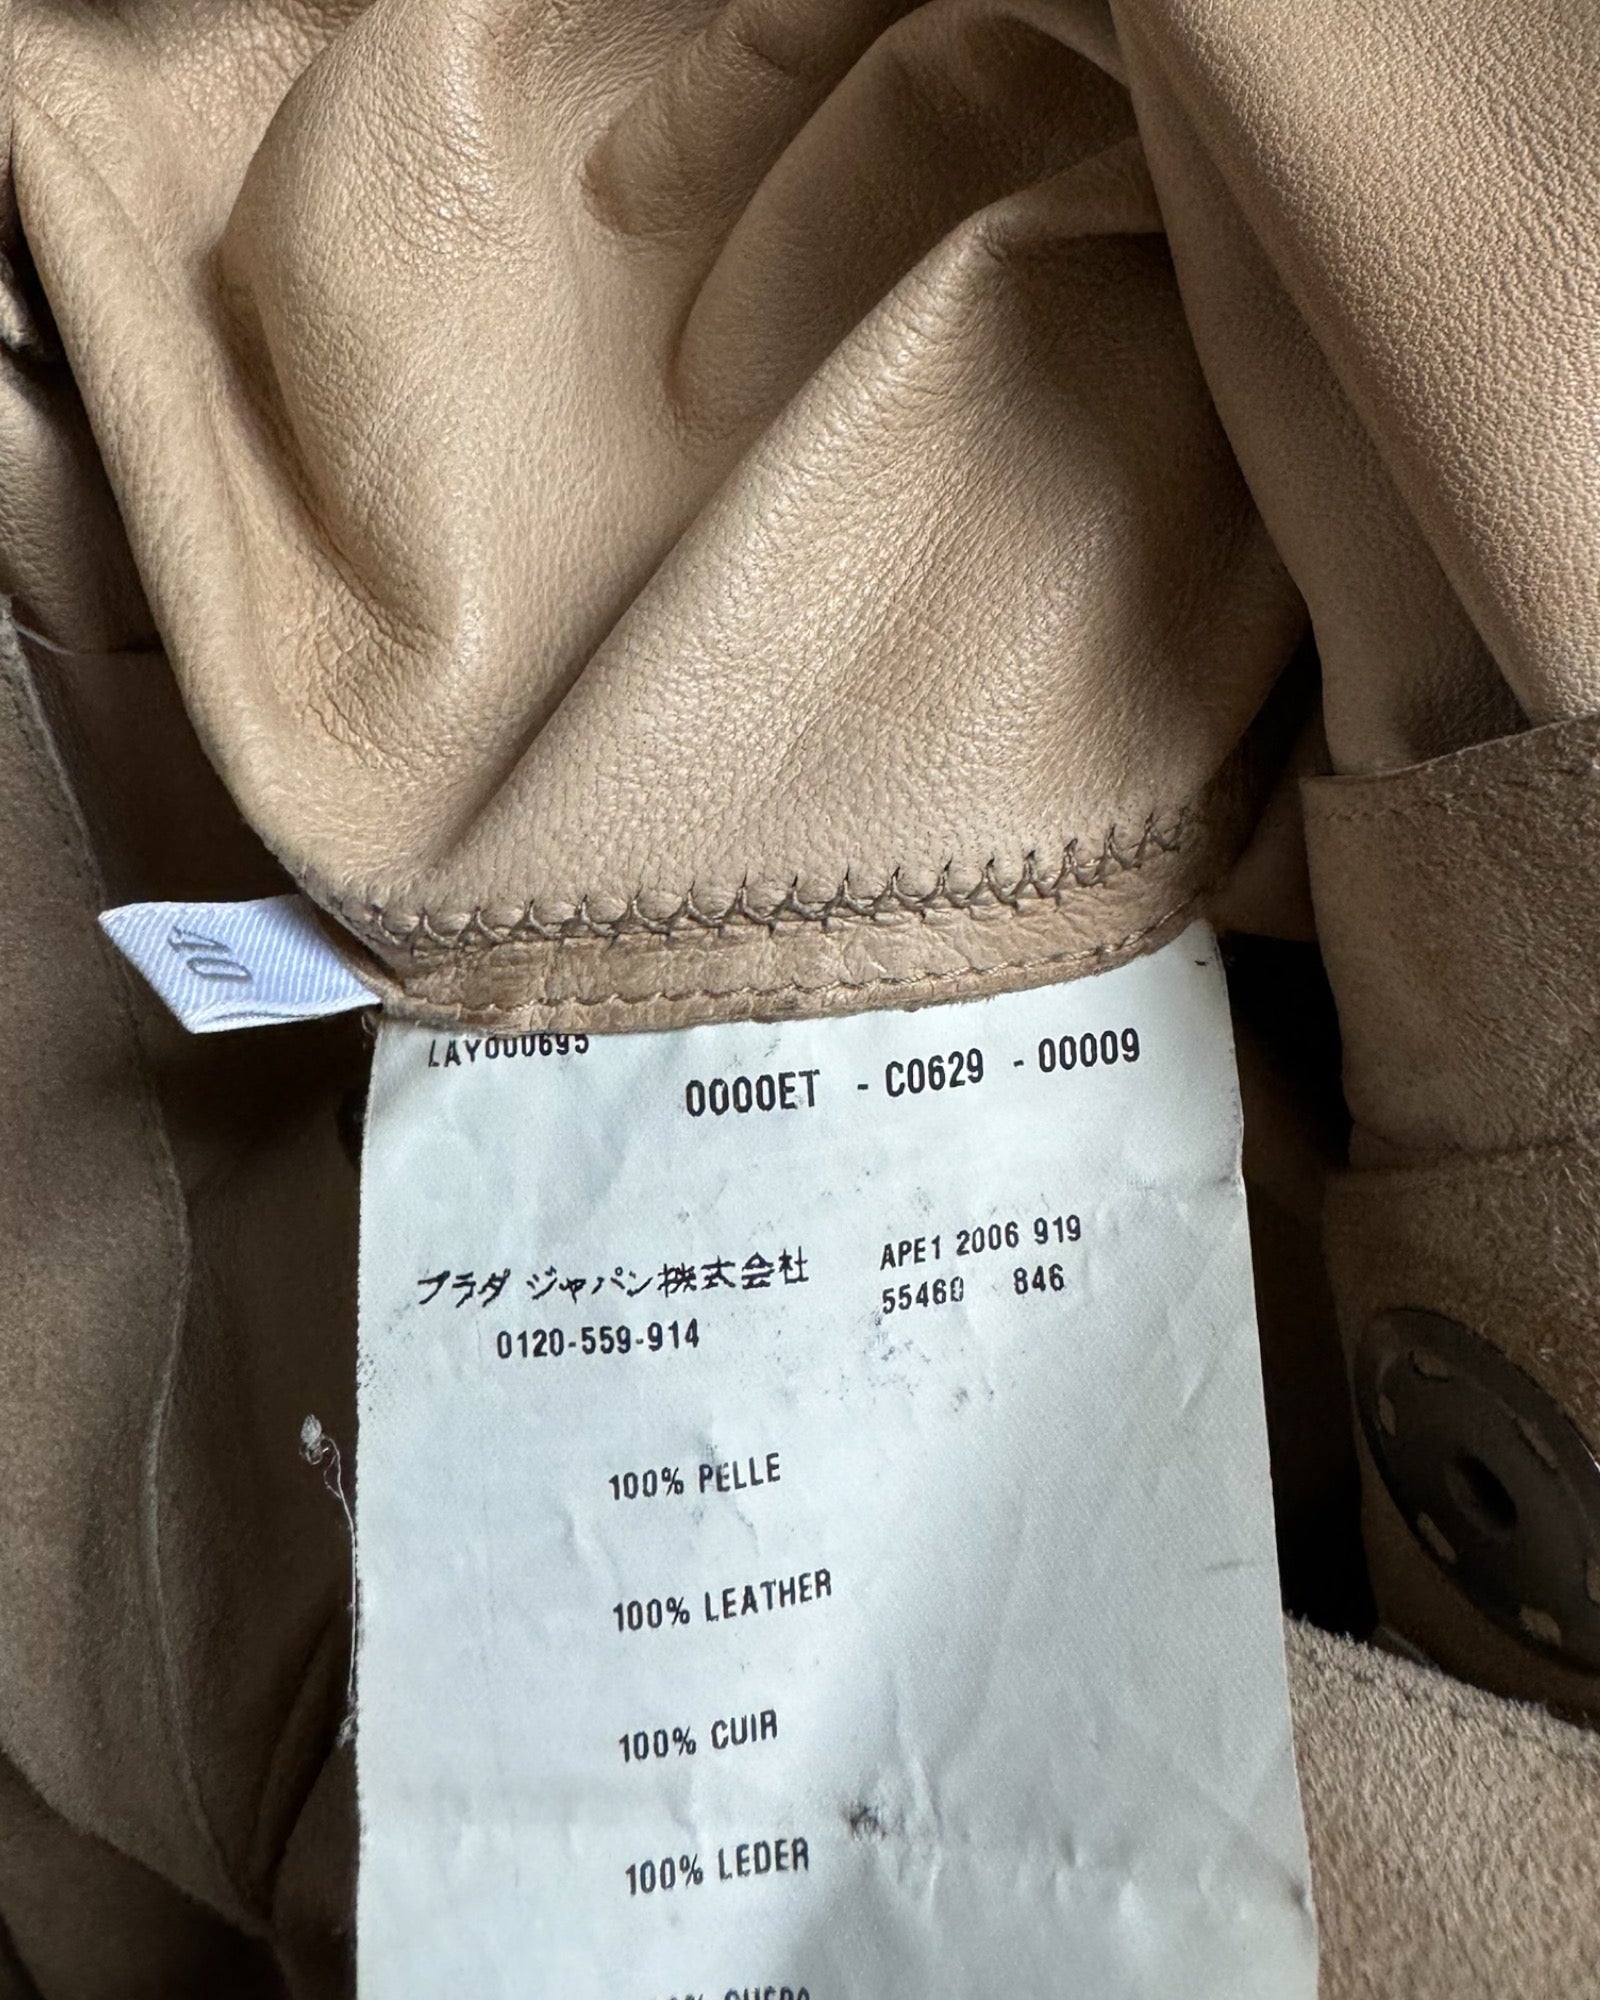 40
LAY000695
0000ET - C0629 - 00009
プラダ ジャパン株式会社
0120-559-914
APE1 2006 919
55460 846
100% PELLE
100% LEATHER
100% CUIR
100% LEDER